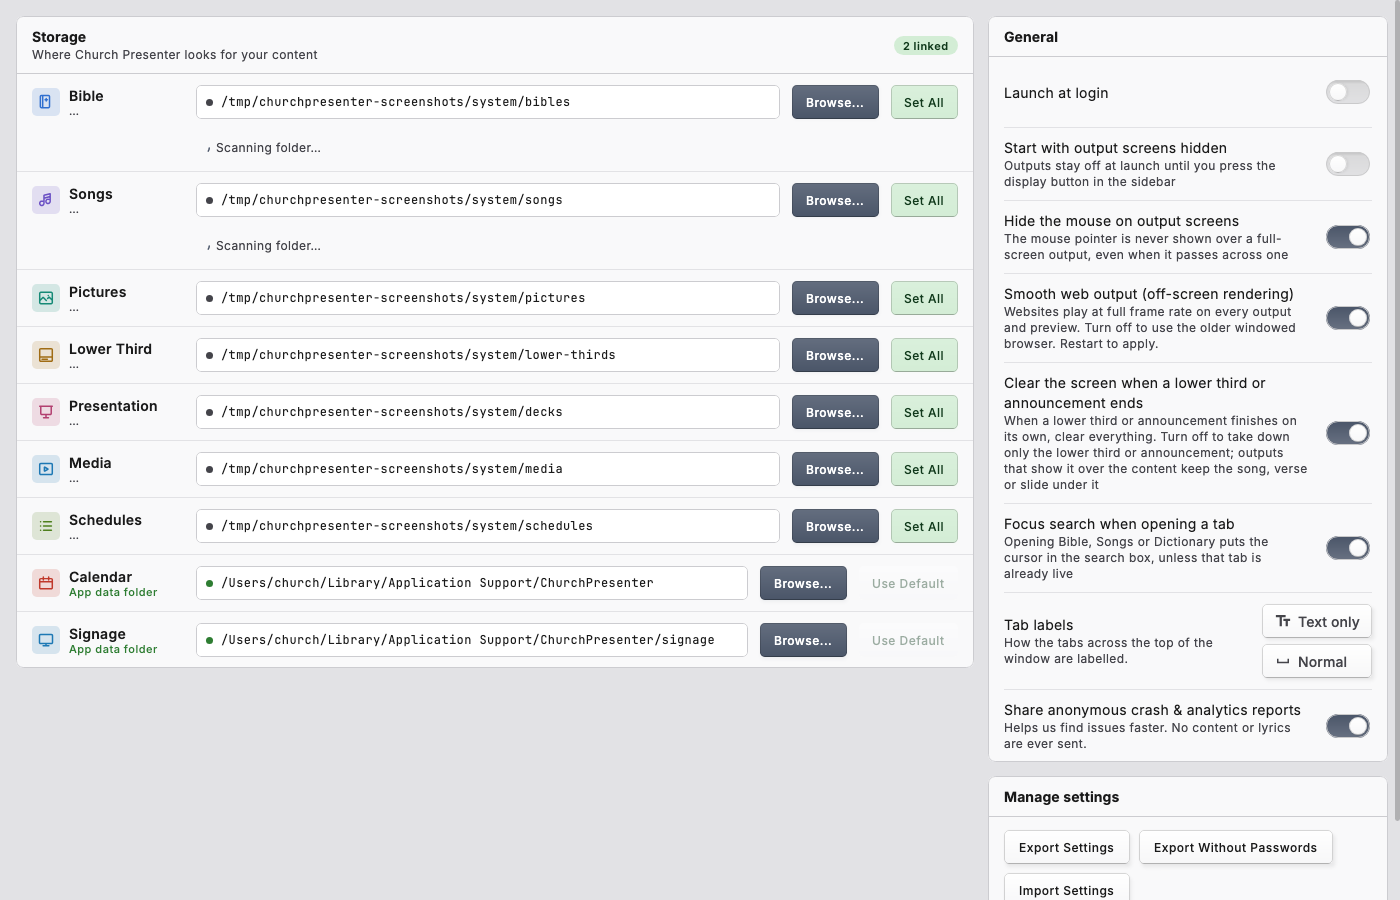 Storage
Where Church Presenter looks for your content
2 linked
Bible
...
/tmp/churchpresenter-screenshots/system/bibles
Browse...
Set All
Scanning folder...
Songs
...
/tmp/churchpresenter-screenshots/system/songs
Browse...
Set All
Scanning folder...
Pictures
...
/tmp/churchpresenter-screenshots/system/pictures
Browse...
Set All
Lower Third
...
/tmp/churchpresenter-screenshots/system/lower-thirds
Browse...
Set All
Presentation
...
/tmp/churchpresenter-screenshots/system/decks
Browse...
Set All
Media
...
/tmp/churchpresenter-screenshots/system/media
Browse...
Set All
Schedules
...
/tmp/churchpresenter-screenshots/system/schedules
Browse...
Set All
Calendar
App data folder
/Users/church/Library/Application Support/ChurchPresenter
Browse...
Use Default
Signage
App data folder
/Users/church/Library/Application Support/ChurchPresenter/signage
Browse...
Use Default
General
Launch at login
Start with output screens hidden
Outputs stay off at launch until you press the
display button in the sidebar
Hide the mouse on output screens
The mouse pointer is never shown over a full-
screen output, even when it passes across one
Smooth web output (off-screen rendering)
Websites play at full frame rate on every output
and preview. Turn off to use the older windowed
browser. Restart to apply.
Clear the screen when a lower third or
announcement ends
When a lower third or announcement finishes on
its own, clear everything. Turn off to take down
only the lower third or announcement; outputs
that show it over the content keep the song, verse
or slide under it
Focus search when opening a tab
Opening Bible, Songs or Dictionary puts the
cursor in the search box, unless that tab is
already live
Tab labels
How the tabs across the top of the
window are labelled.
Text only
Normal
Share anonymous crash & analytics reports
Helps us find issues faster. No content or lyrics
are ever sent.
Manage settings
Export Settings
Export Without Passwords
Import Settings